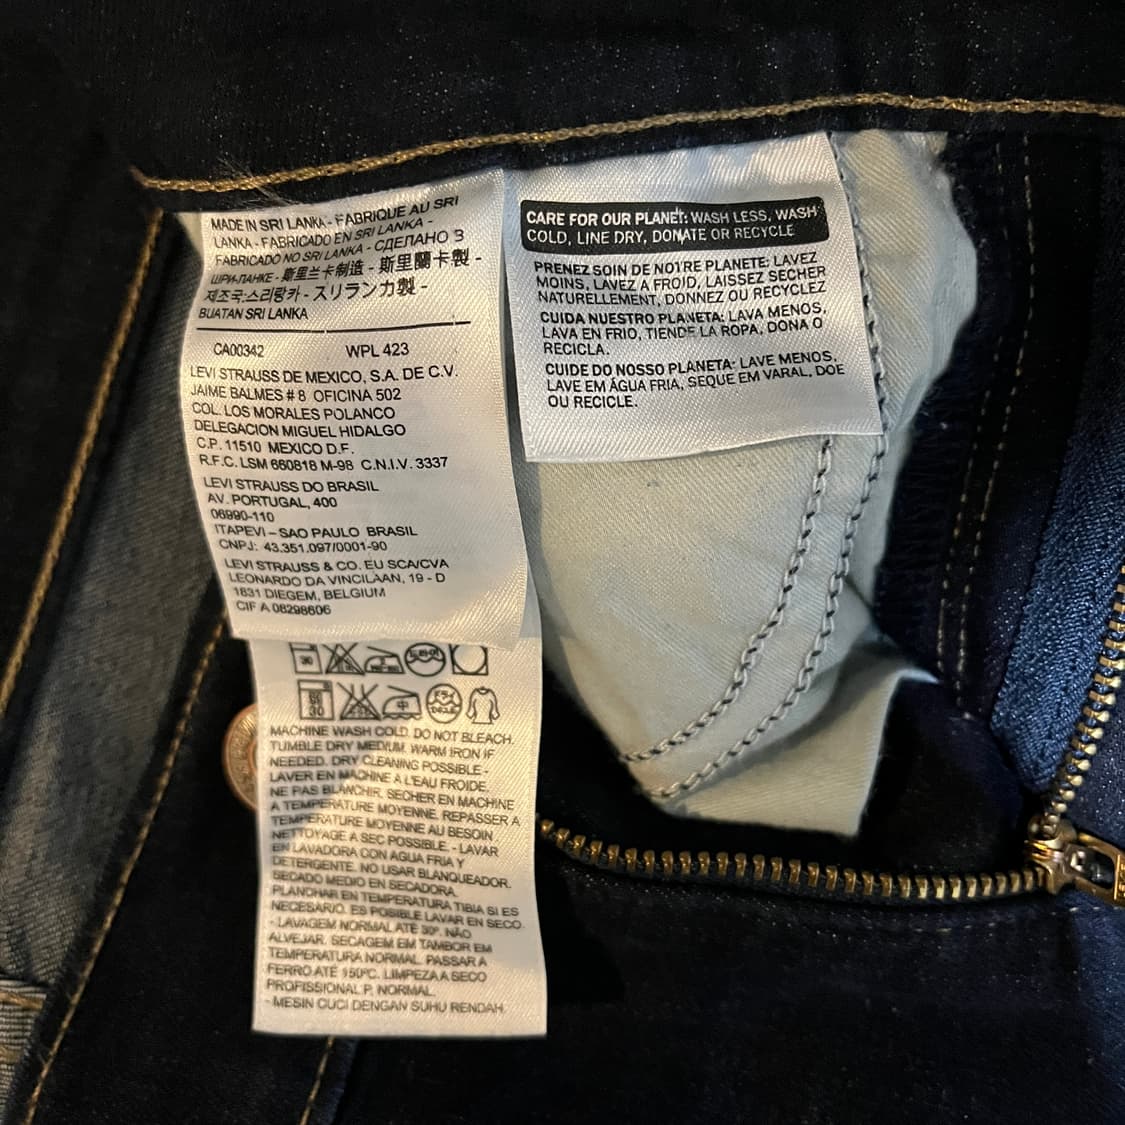 MADE IN SRI LANKA - FABRIQUE AU SRI
LANKA - FABRICADO EN SRI LANKA -
FABRICADO NO SRI LANKA - СДЕЛАНО З
ШРИ-ЛАНКЕ - 斯里兰卡制造 - 斯里蘭卡製 -
제조국:스리랑카 - スリランカ製 -
BUATAN SRI LANKA
CA00342 WPL 423
LEVI STRAUSS DE MEXICO, S.A. DE C.V.
JAIME BALMES # 8 OFICINA 502
COL. LOS MORALES POLANCO
DELEGACION MIGUEL HIDALGO
C.P. 11510 MEXICO D.F.
R.F.C. LSM 660818 M-98 C.N.I.V. 3337
LEVI STRAUSS DO BRASIL
AV. PORTUGAL, 400
06990-110
ITAPEVI – SAO PAULO BRASIL
CNPJ: 43.351.097/0001-90
LEVI STRAUSS & CO. EU SCA/CVA
LEONARDO DA VINCILAAN, 19 - D
1831 DIEGEM, BELGIUM
CIF A 08298606
CARE FOR OUR PLANET: WASH LESS, WASH
COLD, LINE DRY, DONATE OR RECYCLE
PRENEZ SOIN DE NOTRE PLANETE: LAVEZ
MOINS, LAVEZ A FROID, LAISSEZ SECHER
NATURELLEMENT, DONNEZ OU RECYCLEZ
CUIDA NUESTRO PLANETA: LAVA MENOS,
LAVA EN FRIO, TIENDE LA ROPA, DONA O
RECICLA.
CUIDE DO NOSSO PLANETA: LAVE MENOS,
LAVE EM ÁGUA FRIA, SEQUE EM VARAL, DOE
OU RECICLE.
30 드라이
30 中 ドライ
MACHINE WASH COLD. DO NOT BLEACH.
TUMBLE DRY MEDIUM. WARM IRON IF
NEEDED. DRY CLEANING POSSIBLE -
LAVER EN MACHINE A L'EAU FROIDE.
NE PAS BLANCHIR. SECHER EN MACHINE
A TEMPERATURE MOYENNE. REPASSER A
TEMPERATURE MOYENNE AU BESOIN
NETTOYAGE A SEC POSSIBLE. - LAVAR
EN LAVADORA CON AGUA FRIA Y
DETERGENTE. NO USAR BLANQUEADOR.
SECADO MEDIO EN SECADORA.
PLANCHAR EN TEMPERATURA TIBIA SI ES
NECESARIO. ES POSIBLE LAVAR EN SECO.
- LAVAGEM NORMAL ATÉ 30º. NÃO
ALVEJAR. SECAGEM EM TAMBOR EM
TEMPERATURA NORMAL. PASSAR A
FERRO ATÉ 150ºC. LIMPEZA A SECO
PROFISSIONAL P, NORMAL.
- MESIN CUCI DENGAN SUHU RENDAH.